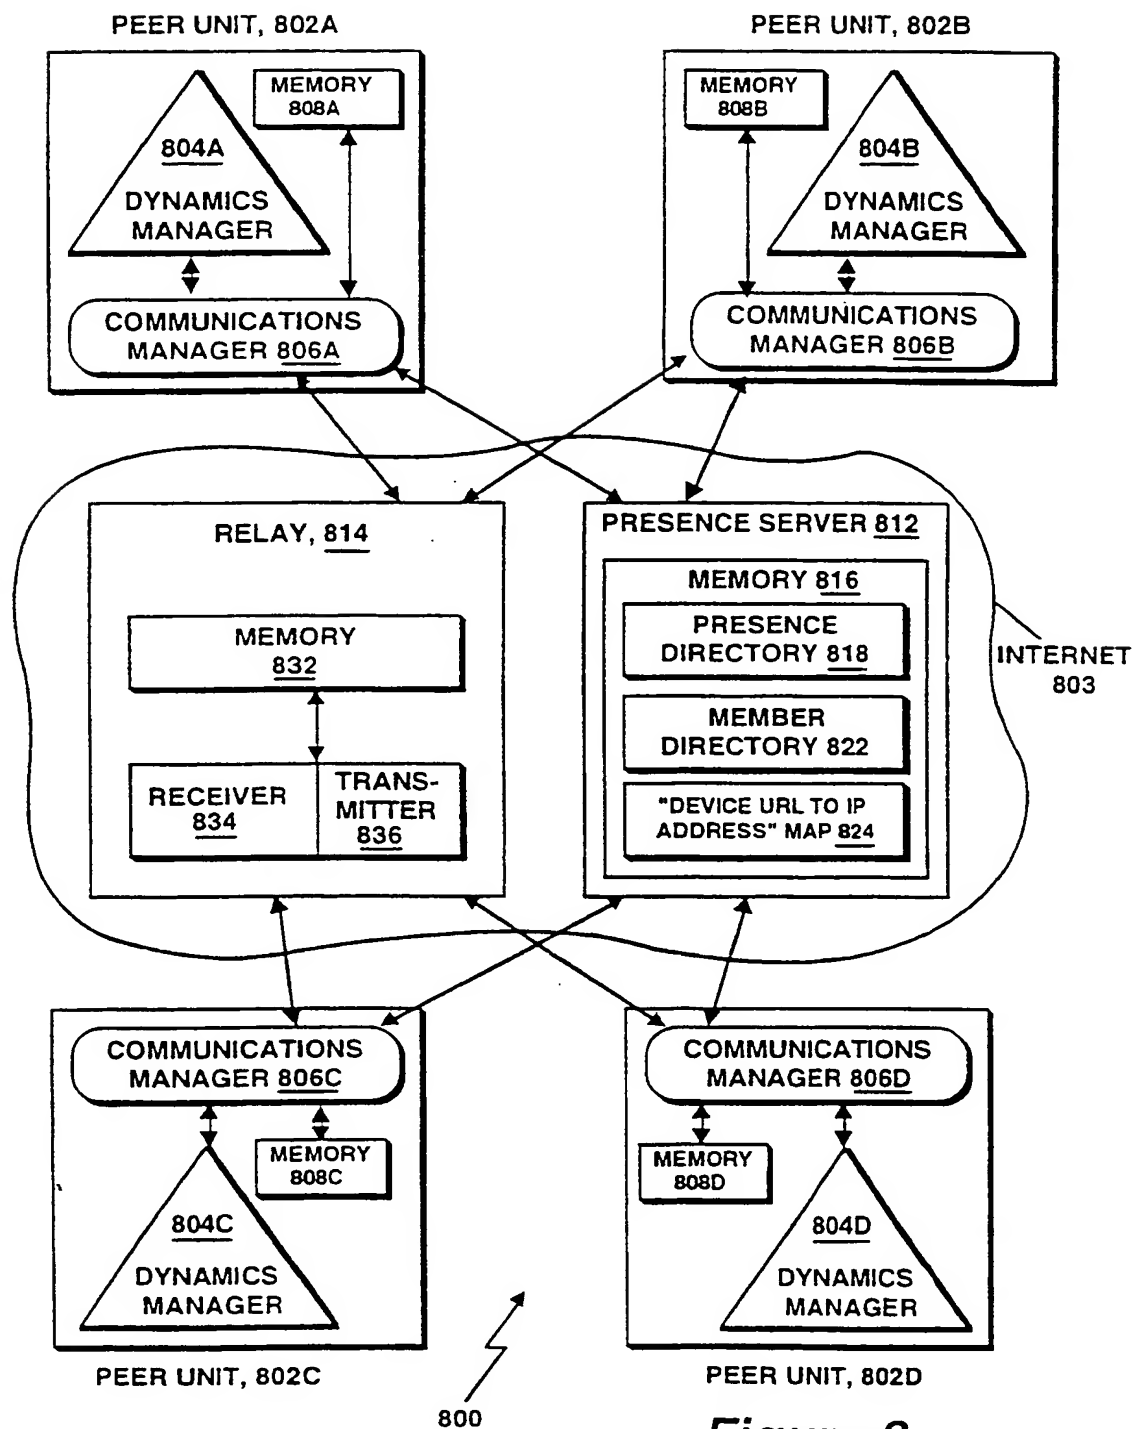 PEER UNIT, 802A
PEER UNIT, 802B
MEMORY
808A
804A
DYNAMICS
MANAGER
COMMUNICATIONS
MANAGER 806A
MEMORY
808B
804B
DYNAMICS
MANAGER
COMMUNICATIONS
MANAGER 806B
RELAY, 814
MEMORY
832
RECEIVER
834
TRANS-
MITTER
836
PRESENCE SERVER 812
MEMORY 816
PRESENCE
DIRECTORY 818
MEMBER
DIRECTORY 822
"DEVICE URL TO IP
ADDRESS" MAP 824
INTERNET
803
COMMUNICATIONS
MANAGER 806C
MEMORY
808C
804C
DYNAMICS
MANAGER
COMMUNICATIONS
MANAGER 806D
MEMORY
808D
804D
DYNAMICS
MANAGER
PEER UNIT, 802C
PEER UNIT, 802D
800